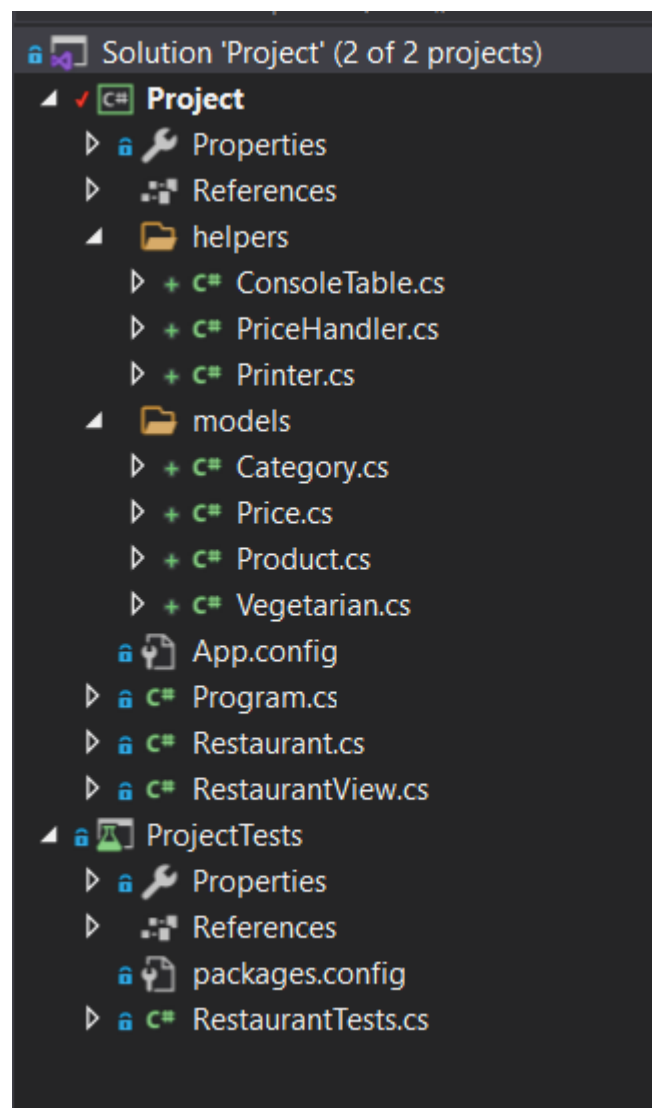 Solution 'Project' (2 of 2 projects)
C# Project
Properties
References
helpers
C# ConsoleTable.cs
C# PriceHandler.cs
C# Printer.cs
models
C# Category.cs
C# Price.cs
C# Product.cs
C# Vegetarian.cs
App.config
C# Program.cs
C# Restaurant.cs
C# RestaurantView.cs
ProjectTests
Properties
References
packages.config
C# RestaurantTests.cs